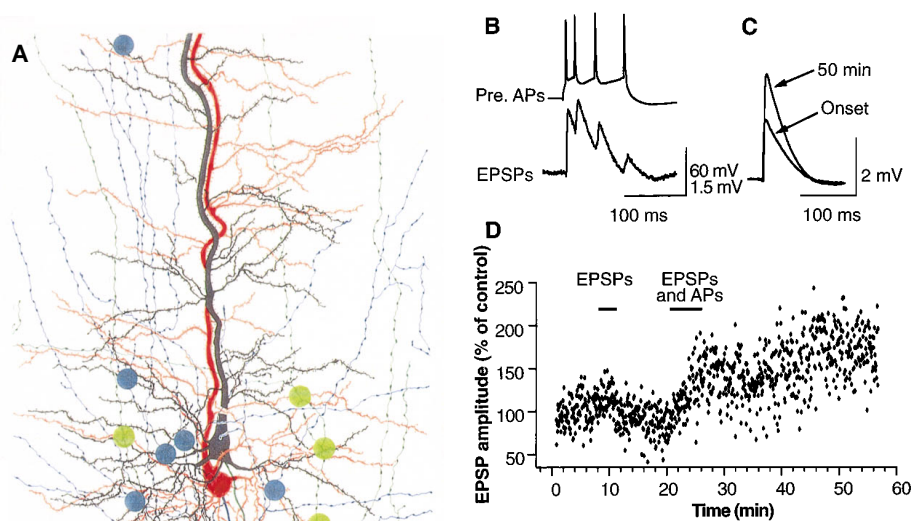 A
B
C
Pre. APs
EPSPs
60 mV
1.5 mV
100 ms
50 min
Onset
2 mV
100 ms
D
EPSPs
EPSPs
and APs
EPSP amplitude (% of control)
250
200
150
100
50
0
10
20
30
40
50
60
Time (min)